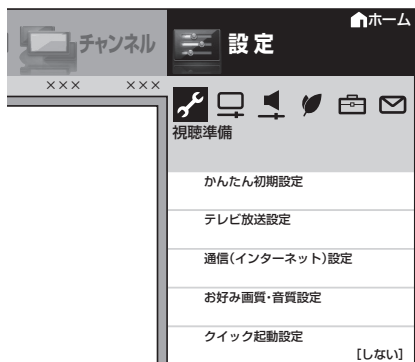 ホーム
チャンネル
設定
××× ×××
視聴準備
かんたん初期設定
テレビ放送設定
通信(インターネット)設定
お好み画質・音質設定
クイック起動設定
[しない]